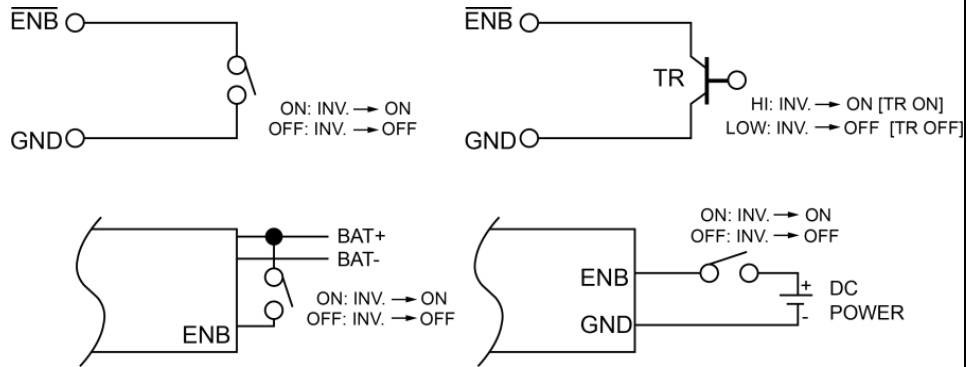 E̅N̅B̅
GND
ON: INV. → ON
OFF: INV. → OFF
E̅N̅B̅
TR
GND
HI: INV. → ON [TR ON]
LOW: INV. → OFF [TR OFF]
BAT+
BAT-
ENB
ON: INV. → ON
OFF: INV. → OFF
ON: INV. → ON
OFF: INV. → OFF
ENB
GND
+
-
DC
POWER